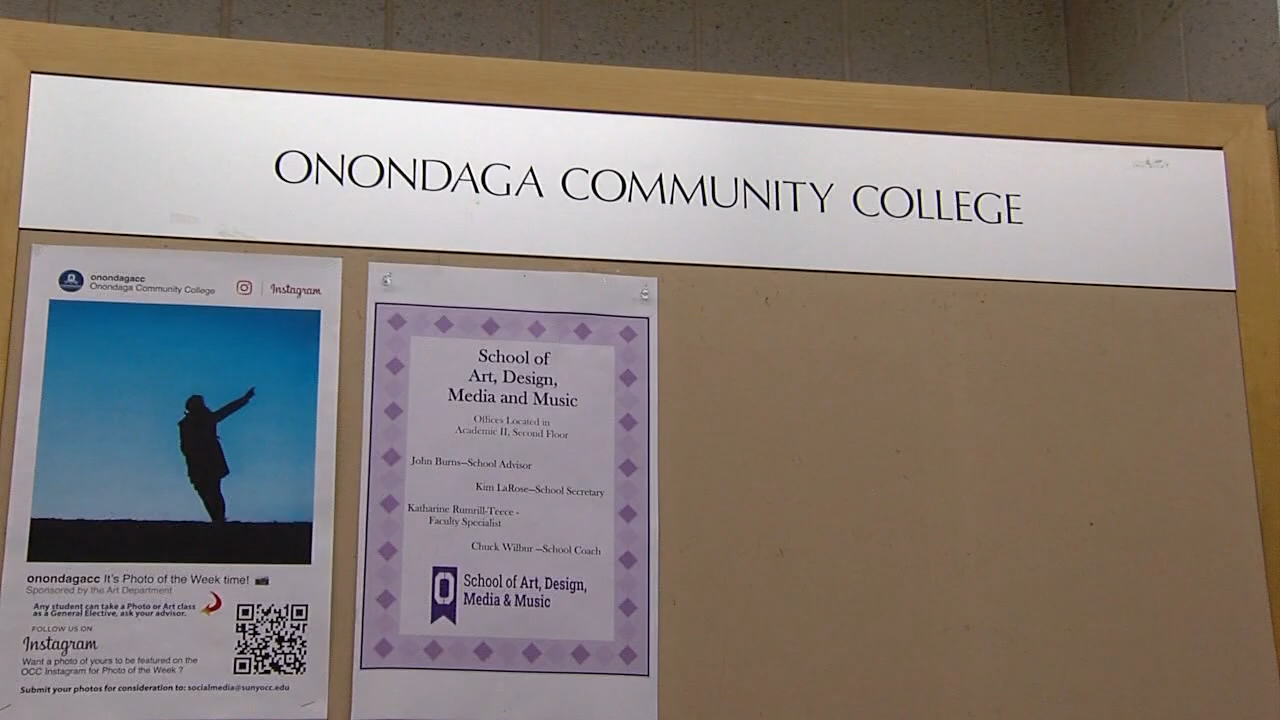 ONONDAGA COMMUNITY COLLEGE
onondagacc
Onondaga Community College
Instagram
onondagacc It's Photo of the Week time!
Sponsored by the Art Department
Any student can take a Photo or Art class
as a General Elective, ask your advisor.
FOLLOW US ON
Instagram
Want a photo of yours to be featured on the
OCC Instagram for Photo of the Week ?
Submit your photos for consideration to: socialmedia@sunyocc.edu
School of
Art, Design,
Media and Music
Offices Located in
Academic II, Second Floor
John Burns—School Advisor
Kim LaRose—School Secretary
Katharine Rumrill-Teece -
Faculty Specialist
Chuck Wilbur —School Coach
School of Art, Design,
Media & Music